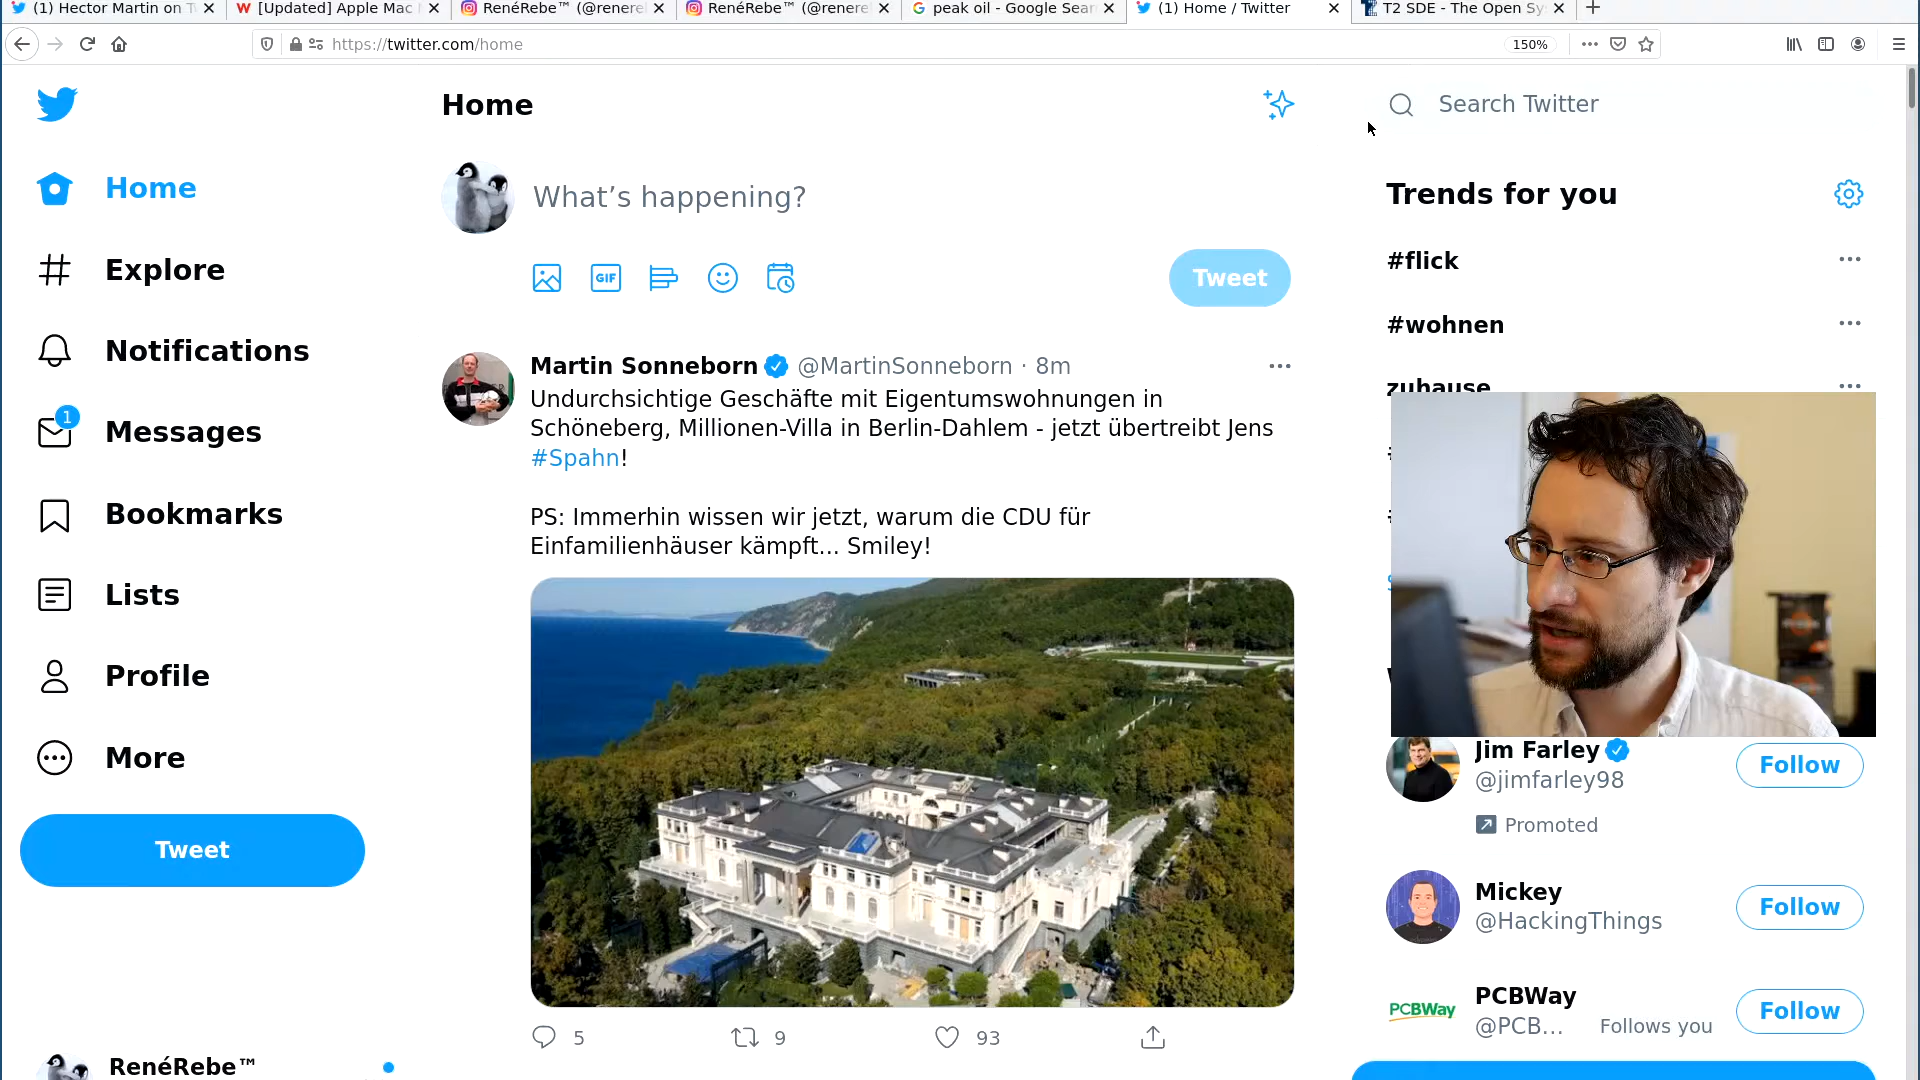 (1) Hector Martin on T
[Updated] Apple Mac
RenéRebe™ (@renere
RenéRebe™ (@renere
peak oil - Google Sear
(1) Home / Twitter
T2 SDE - The Open Sy
https://twitter.com/home
150%
Home
Explore
Notifications
1
Messages
Bookmarks
Lists
Profile
More
Tweet
RenéRebe™
Home
What's happening?
GIF
Tweet
Martin Sonneborn @MartinSonneborn · 8m
Undurchsichtige Geschäfte mit Eigentumswohnungen in
Schöneberg, Millionen-Villa in Berlin-Dahlem - jetzt übertreibt Jens
#Spahn!
PS: Immerhin wissen wir jetzt, warum die CDU für
Einfamilienhäuser kämpft... Smiley!
5
9
93
Search Twitter
Trends for you
#flick
#wohnen
zuhause
Jim Farley
@jimfarley98
Promoted
Follow
Mickey
@HackingThings
Follow
PCBWay
PCBWay
@PCB... Follows you
Follow